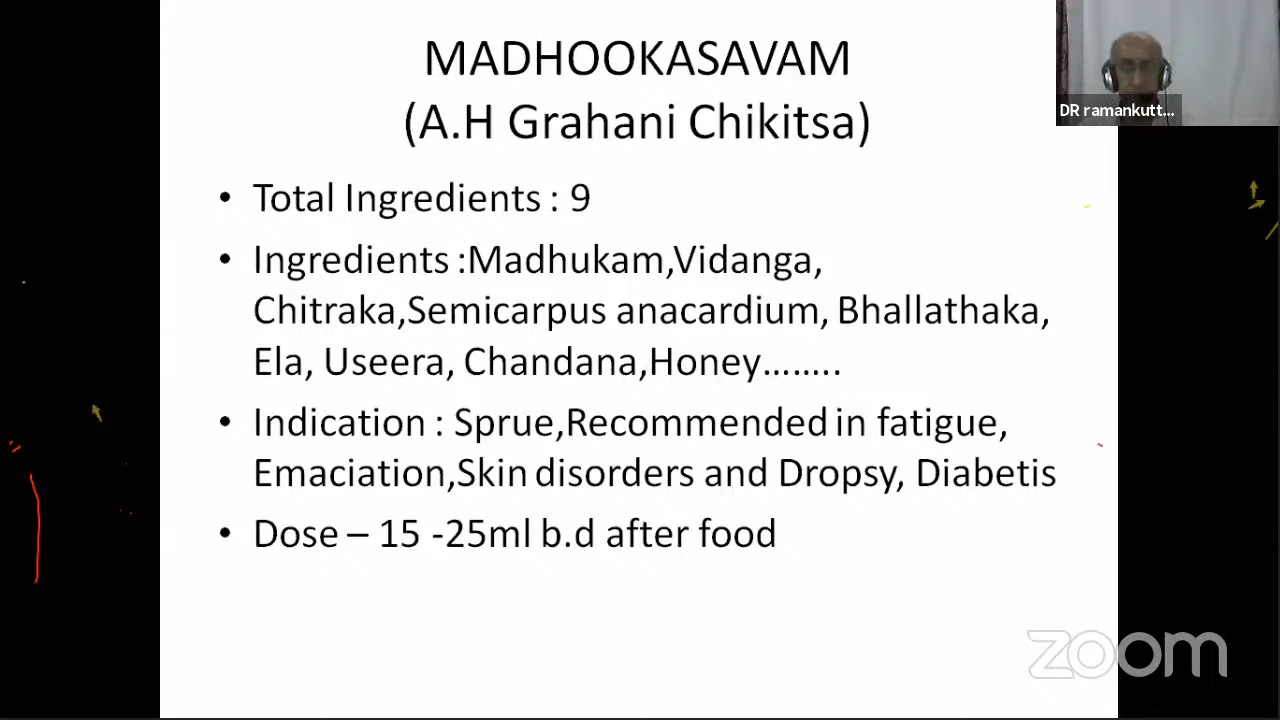 MADHOOKASAVAM
(A.H Grahani Chikitsa)
DR ramankutt...
• Total Ingredients : 9
• Ingredients :Madhukam,Vidanga,
Chitraka,Semicarpus anacardium, Bhallathaka,
Ela, Useera, Chandana,Honey........
• Indication : Sprue,Recommended in fatigue,
Emaciation,Skin disorders and Dropsy, Diabetis
• Dose – 15 -25ml b.d after food
zoom